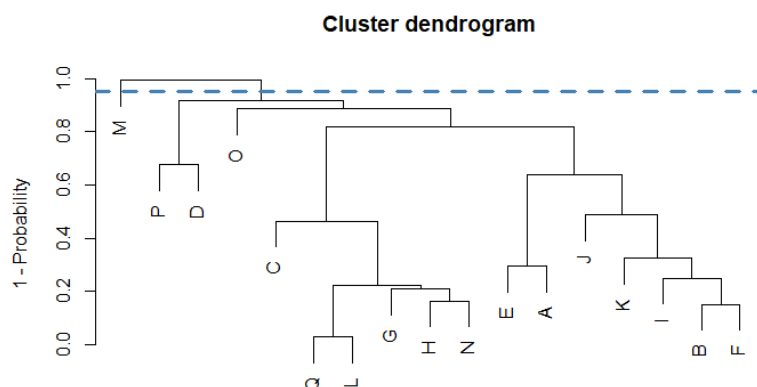 Cluster dendrogram
1 - Probability
1.0
0.8
0.6
0.4
0.2
0.0
M
P
D
O
C
Q
L
G
H
N
E
A
J
K
I
B
F